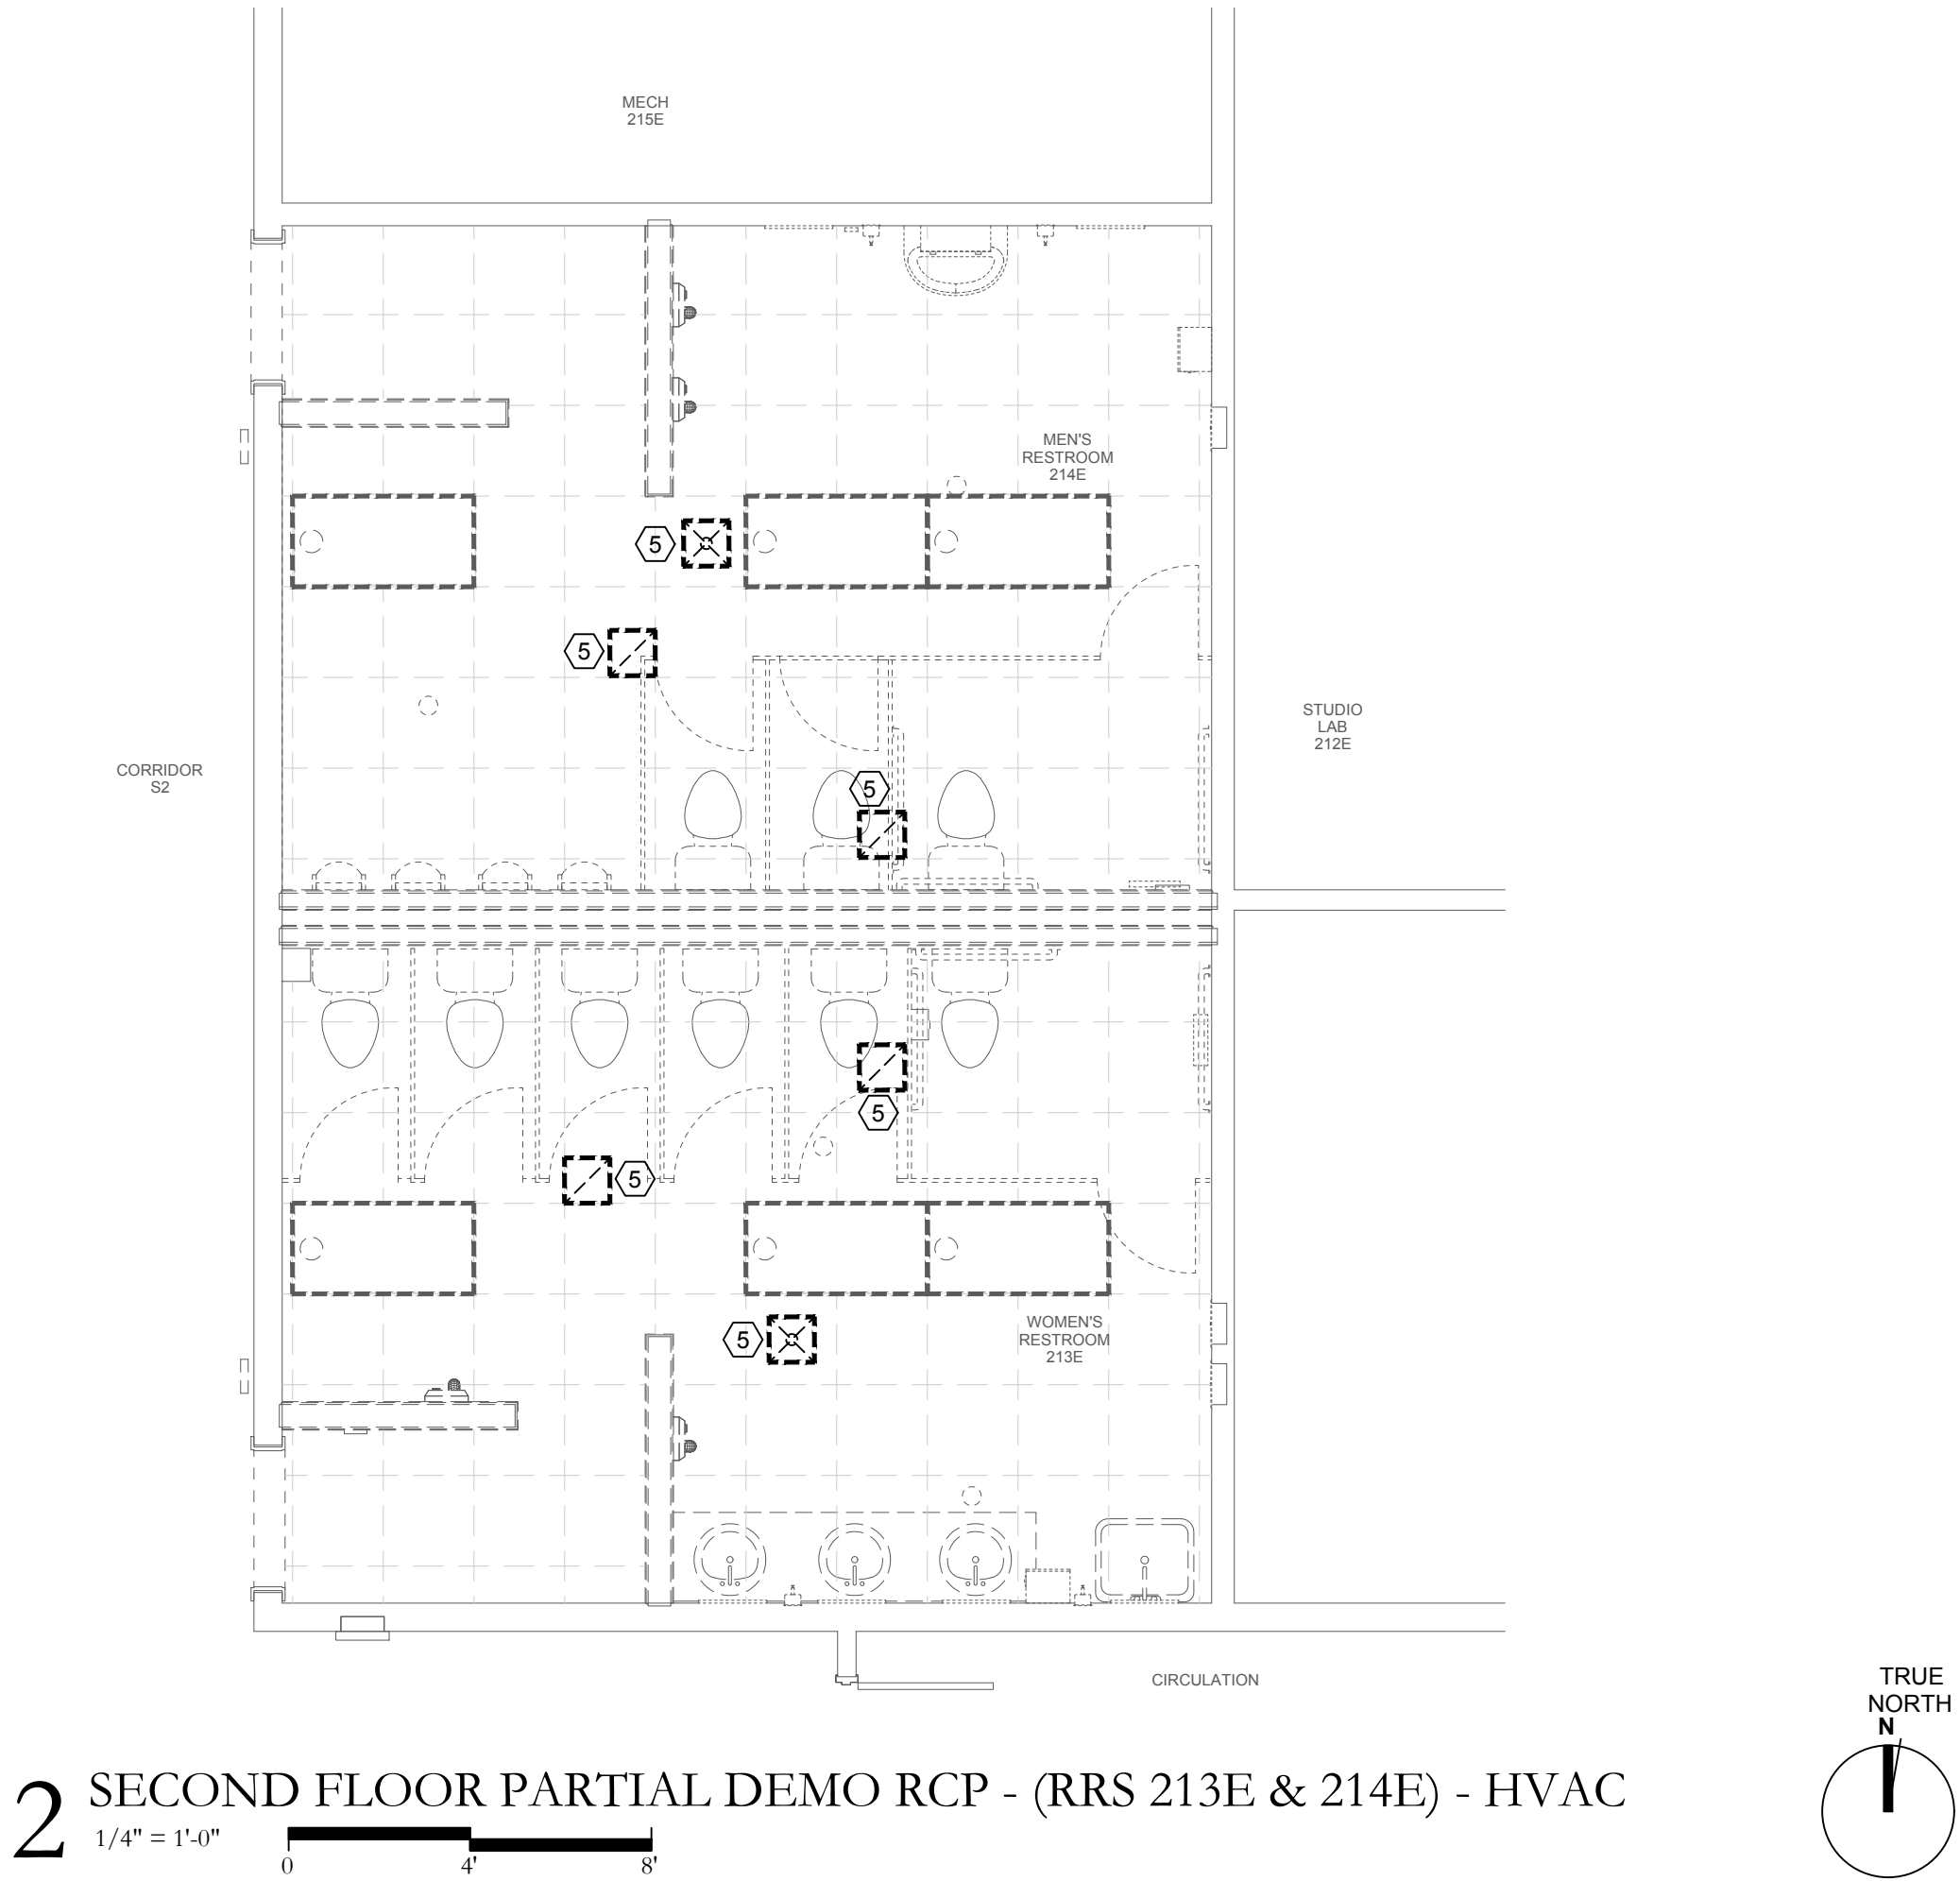 MECH
215E
MEN'S
RESTROOM
214E
5
5
STUDIO
LAB
212E
CORRIDOR
S2
5
5
5
WOMEN'S
RESTROOM
213E
5
CIRCULATION
TRUE
NORTH
N
2 SECOND FLOOR PARTIAL DEMO RCP - (RRS 213E & 214E) - HVAC
1/4" = 1'-0"
0 4' 8'